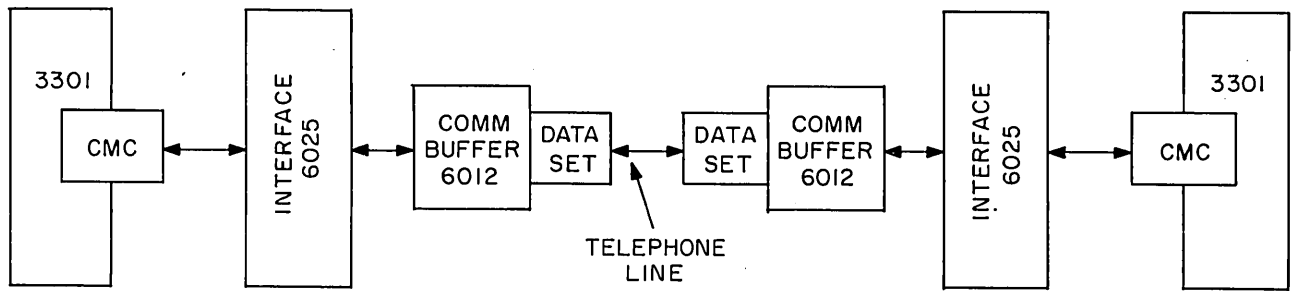 3301
CMC
INTERFACE
6025
COMM
BUFFER
6012
DATA
SET
TELEPHONE
LINE
DATA
SET
COMM
BUFFER
6012
INTERFACE
6025
CMC
3301